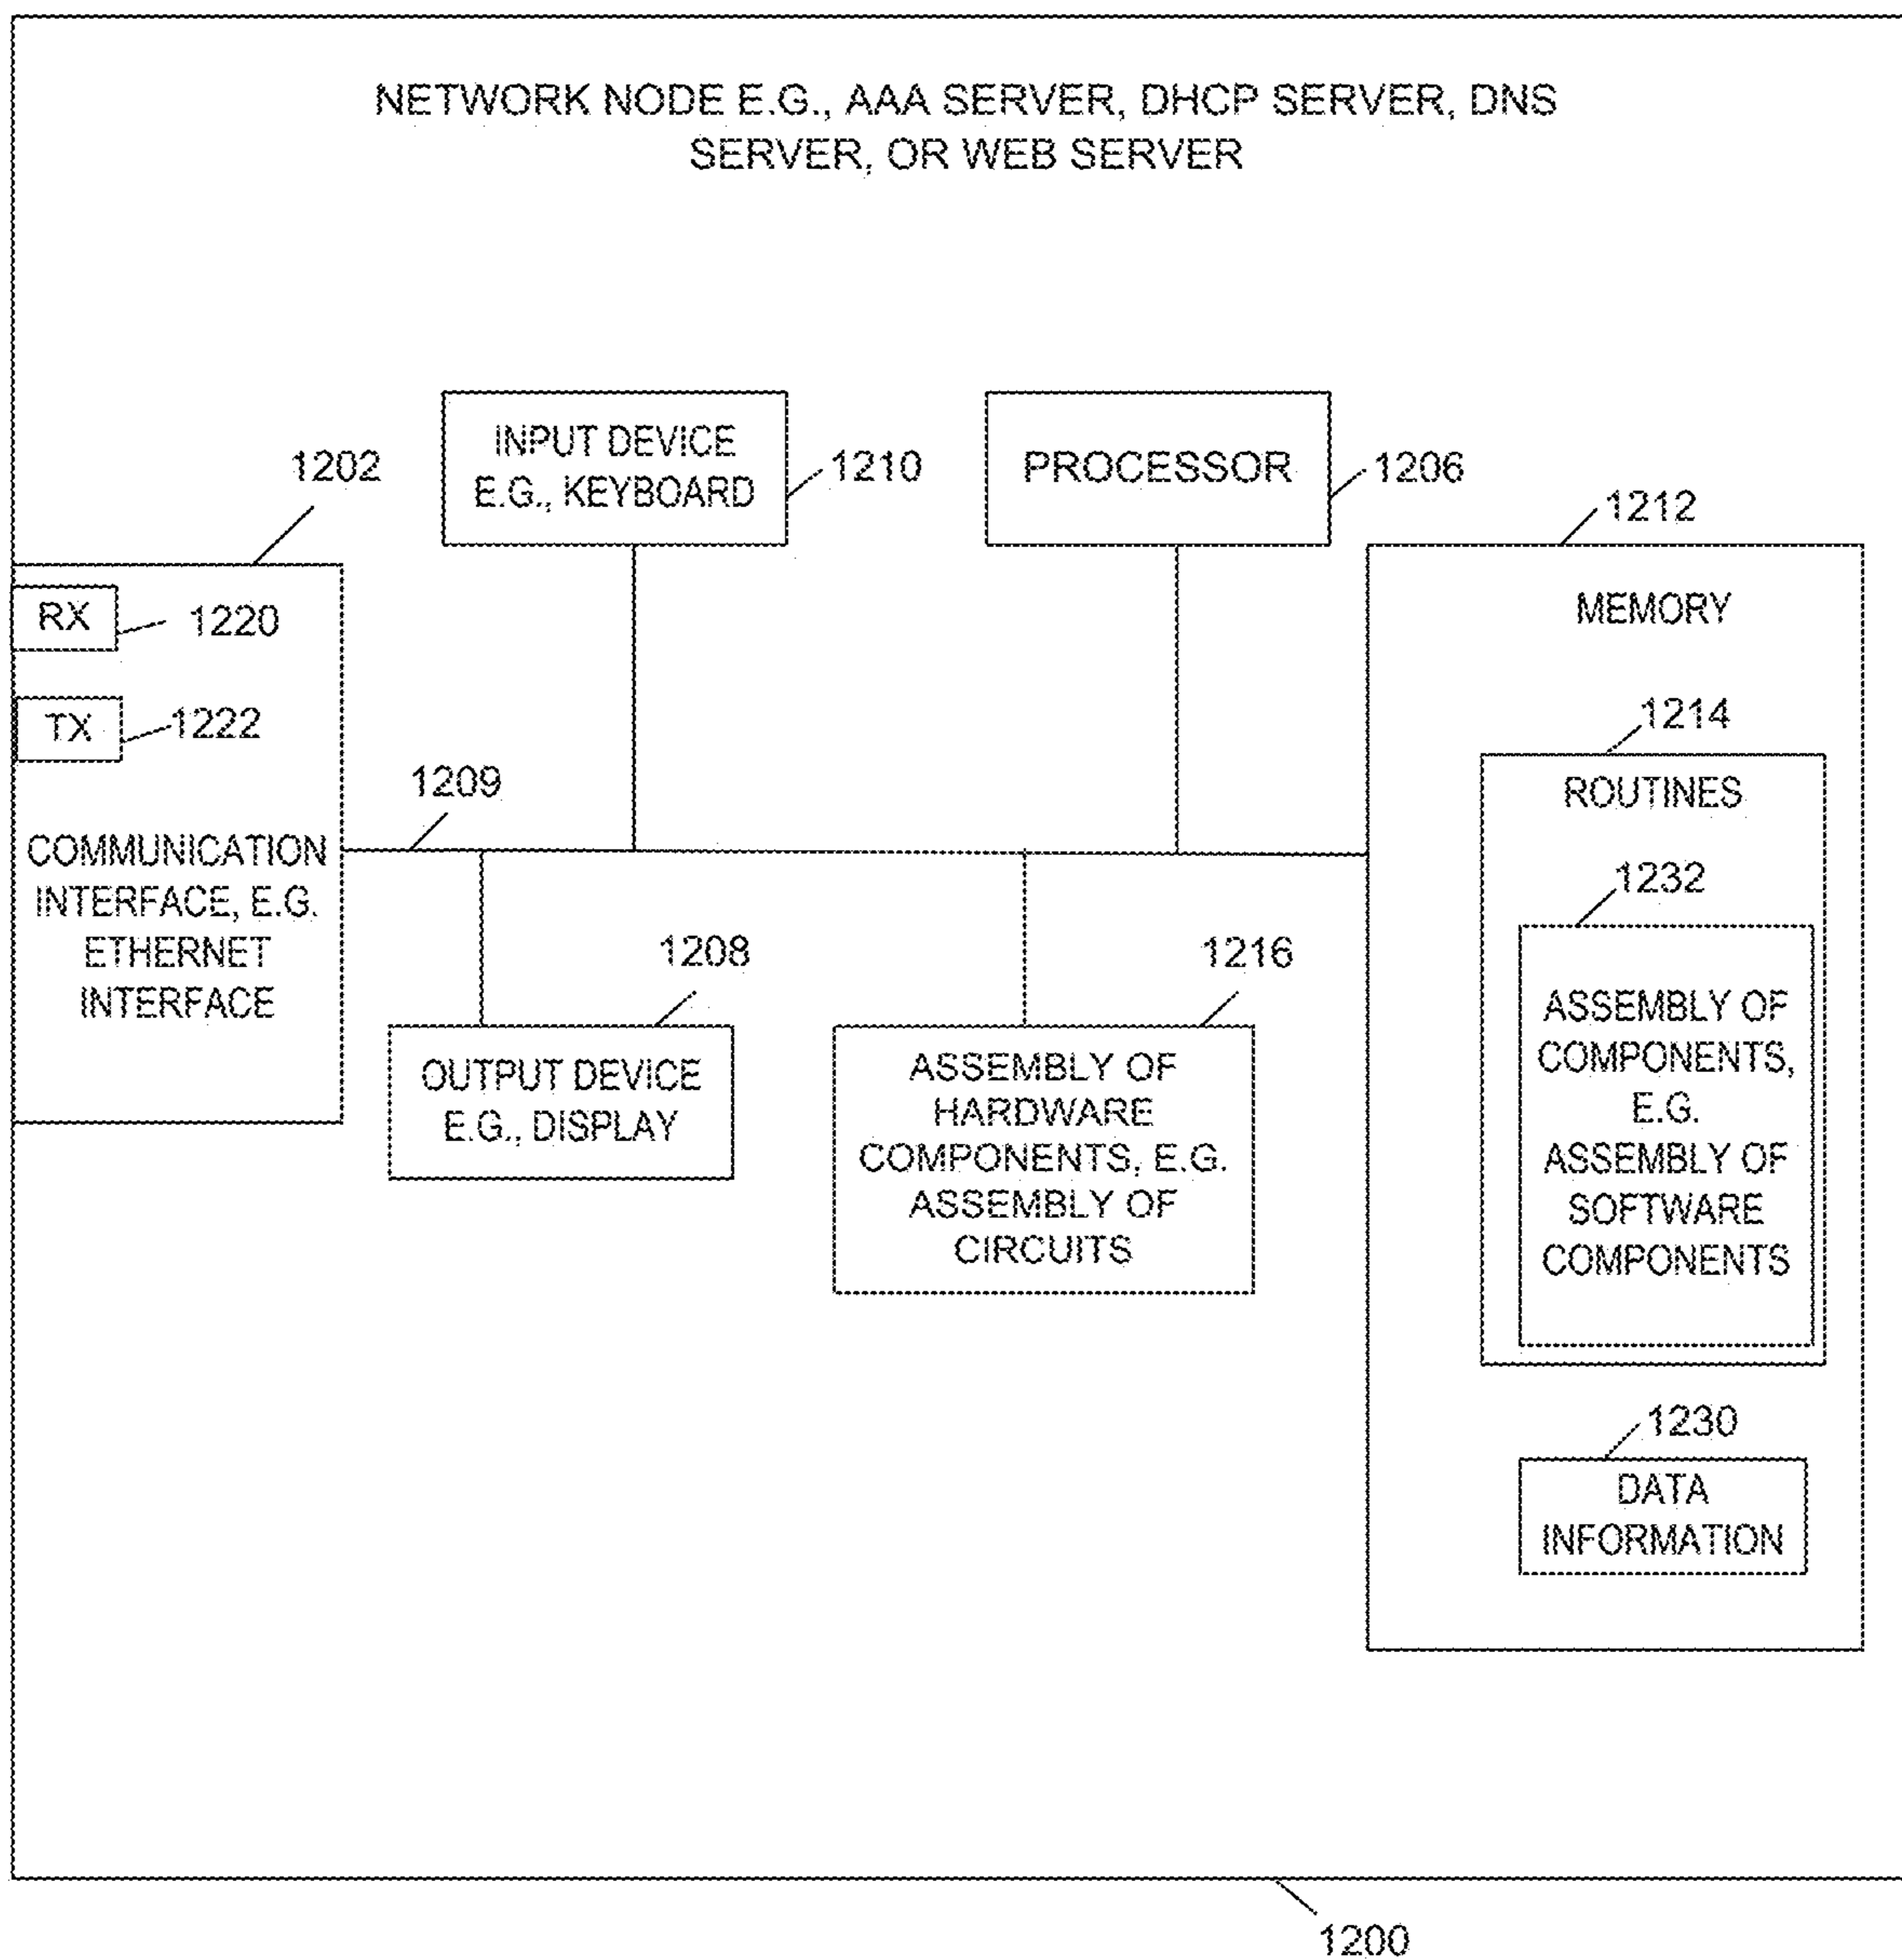 NETWORK NODE E.G., AAA SERVER, DHCP SERVER, DNS
SERVER, OR WEB SERVER
1202
INPUT DEVICE
E.G., KEYBOARD
1210
PROCESSOR
1206
1212
RX
1220
TX
1222
COMMUNICATION
INTERFACE, E.G.
ETHERNET
INTERFACE
1209
1208
OUTPUT DEVICE
E.G., DISPLAY
1216
ASSEMBLY OF
HARDWARE
COMPONENTS, E.G.
ASSEMBLY OF
CIRCUITS
MEMORY
1214
ROUTINES
1232
ASSEMBLY OF
COMPONENTS,
E.G.
ASSEMBLY OF
SOFTWARE
COMPONENTS
1230
DATA
INFORMATION
1200